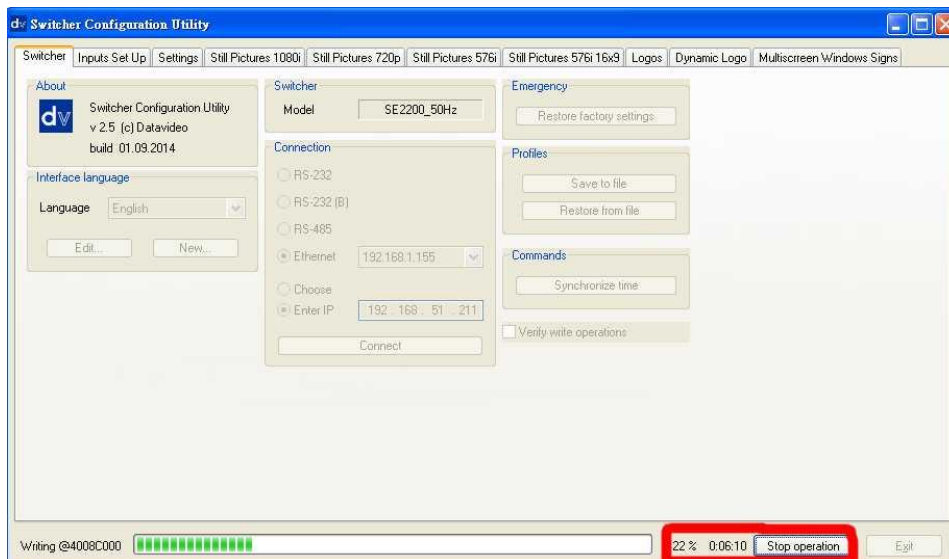 dv Switcher Configuration Utility
Switcher Inputs Set Up Settings Still Pictures 1080i Still Pictures 720p Still Pictures 576i Still Pictures 576i 16x9 Logos Dynamic Logo Multiscrreen Windows Signs
About
dv
Switcher Configuration Utility
v 2.5 (c) Datavideo
build 01.09.2014
Interface language
Language English
Edit... New...
Switcher
Model SE2200_50Hz
Connection
RS-232
RS-232 (B)
RS-485
Ethernet 192.168.1.155
Choose
Enter IP 192 . 168 . 51 . 211
Connect
Emergency
Restore factory settings
Profiles
Save to file
Restore from file
Commands
Synchronize time
Verify write operations
Writing @4008C000 22 % 0:06:10 Stop operation Exit